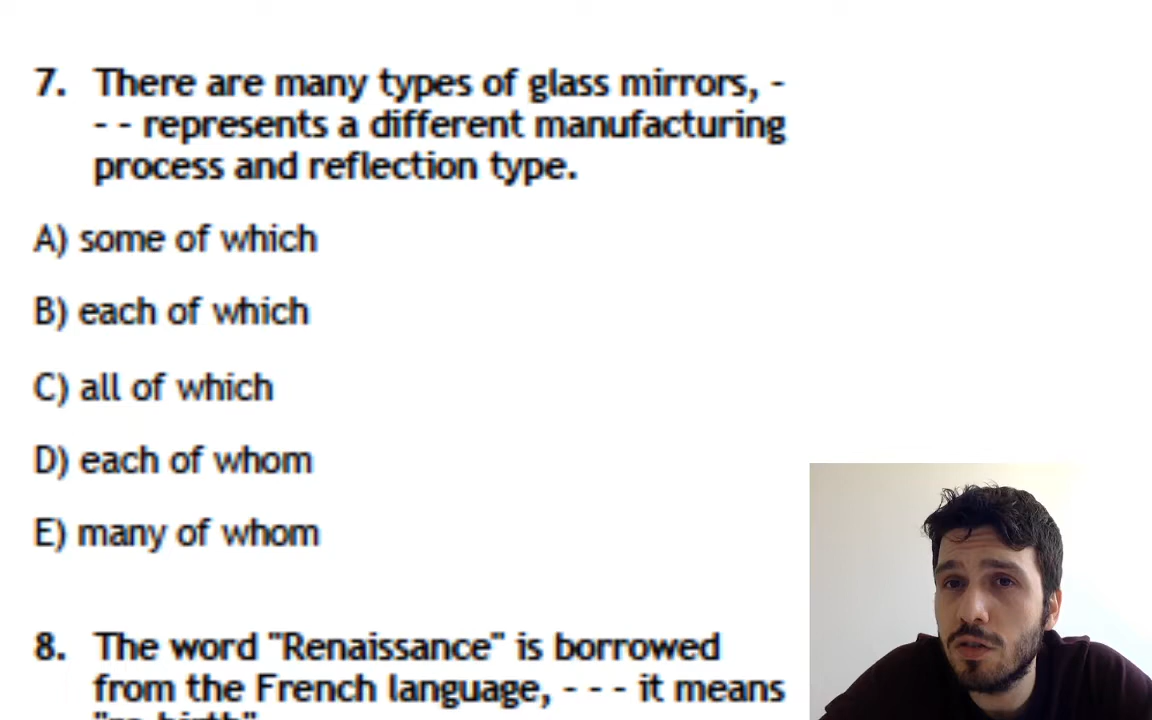 7. There are many types of glass mirrors, -
- - represents a different manufacturing
process and reflection type.
A) some of which
B) each of which
C) all of which
D) each of whom
E) many of whom
8. The word "Renaissance" is borrowed
from the French language, - - - it means
"re-birth"